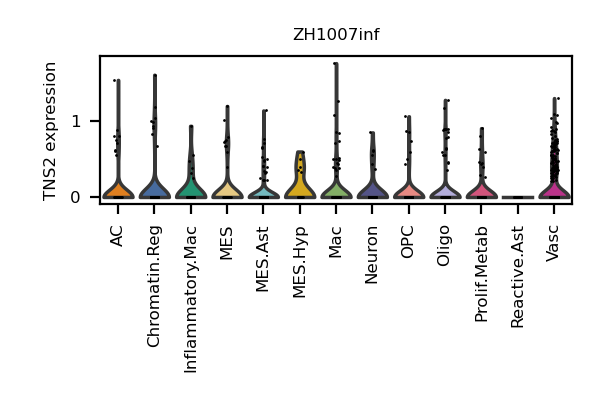 ZH1007inf
TNS2 expression
1
0
AC
Chromatin.Reg
Inflammatory.Mac
MES
MES.Ast
MES.Hyp
Mac
Neuron
OPC
Oligo
Prolif.Metab
Reactive.Ast
Vasc